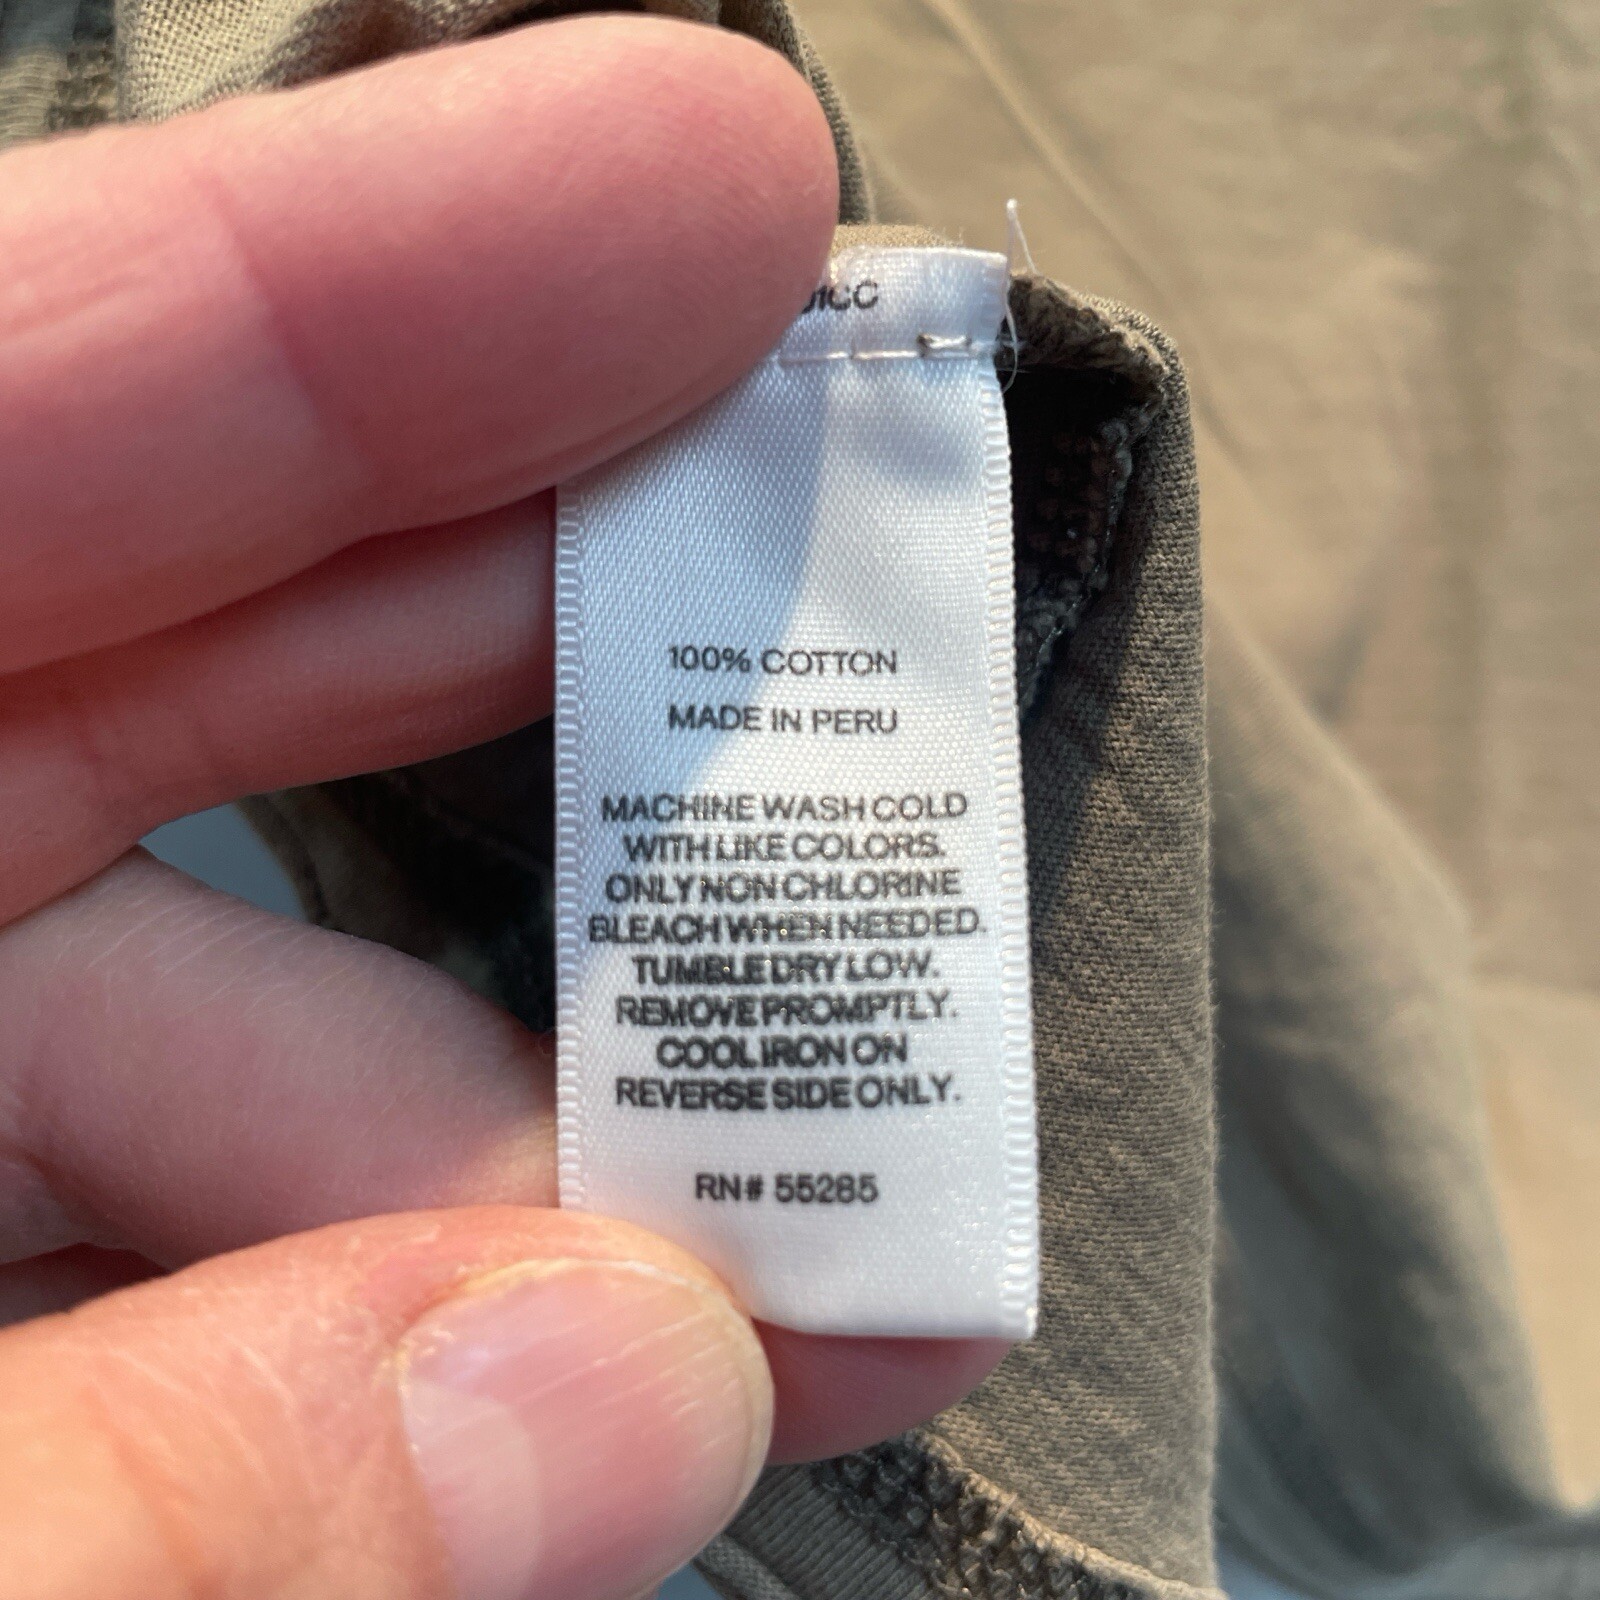 100% COTTON
MADE IN PERU
MACHINE WASH COLD
WITH LIKE COLORS.
ONLY NON CHLORINE
BLEACH WHEN NEEDED.
TUMBLE DRY LOW.
REMOVE PROMPTLY.
COOL IRON ON
REVERSE SIDE ONLY.
RN# 55285